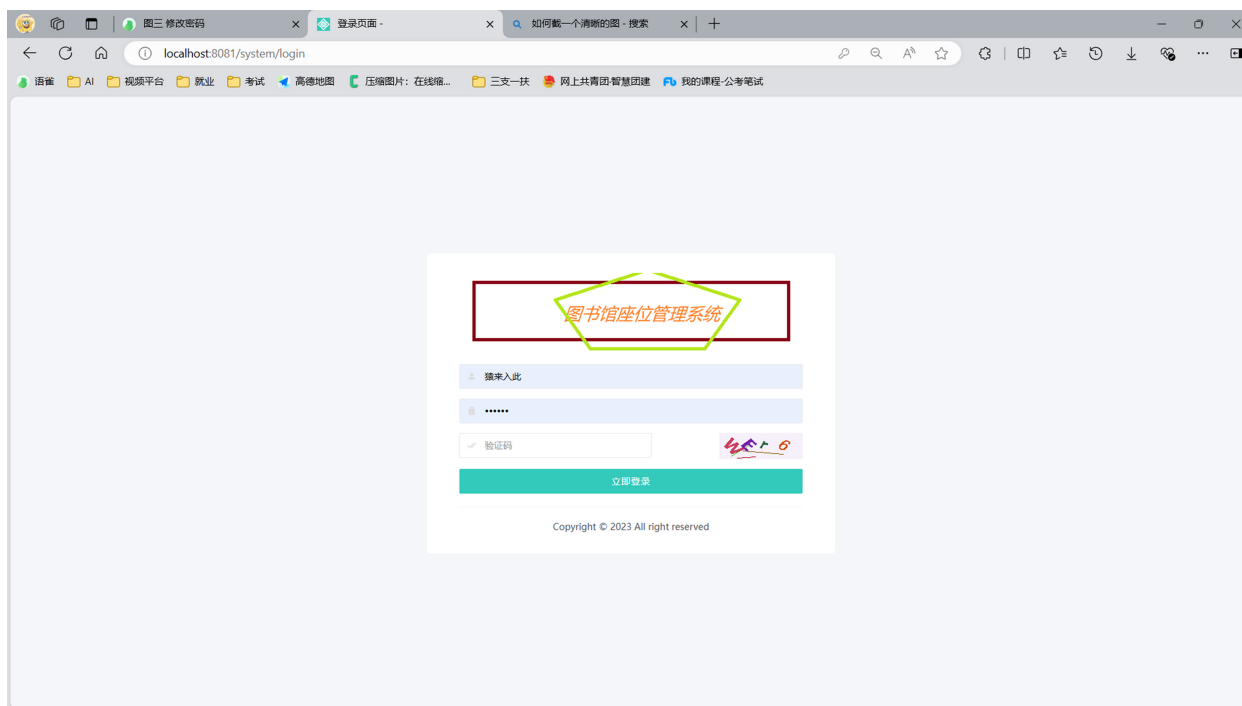 图三 修改密码
登录页面 -
如何截一个清晰的图 - 搜索
localhost:8081/system/login
语雀 AI 视频平台 就业 考试 高德地图 压缩图片：在线缩... 三支一扶 网上共青团·智慧团建 我的课程-公考笔试
图书馆座位管理系统
猿来入此
••••••
验证码
立即登录
Copyright © 2023 All right reserved